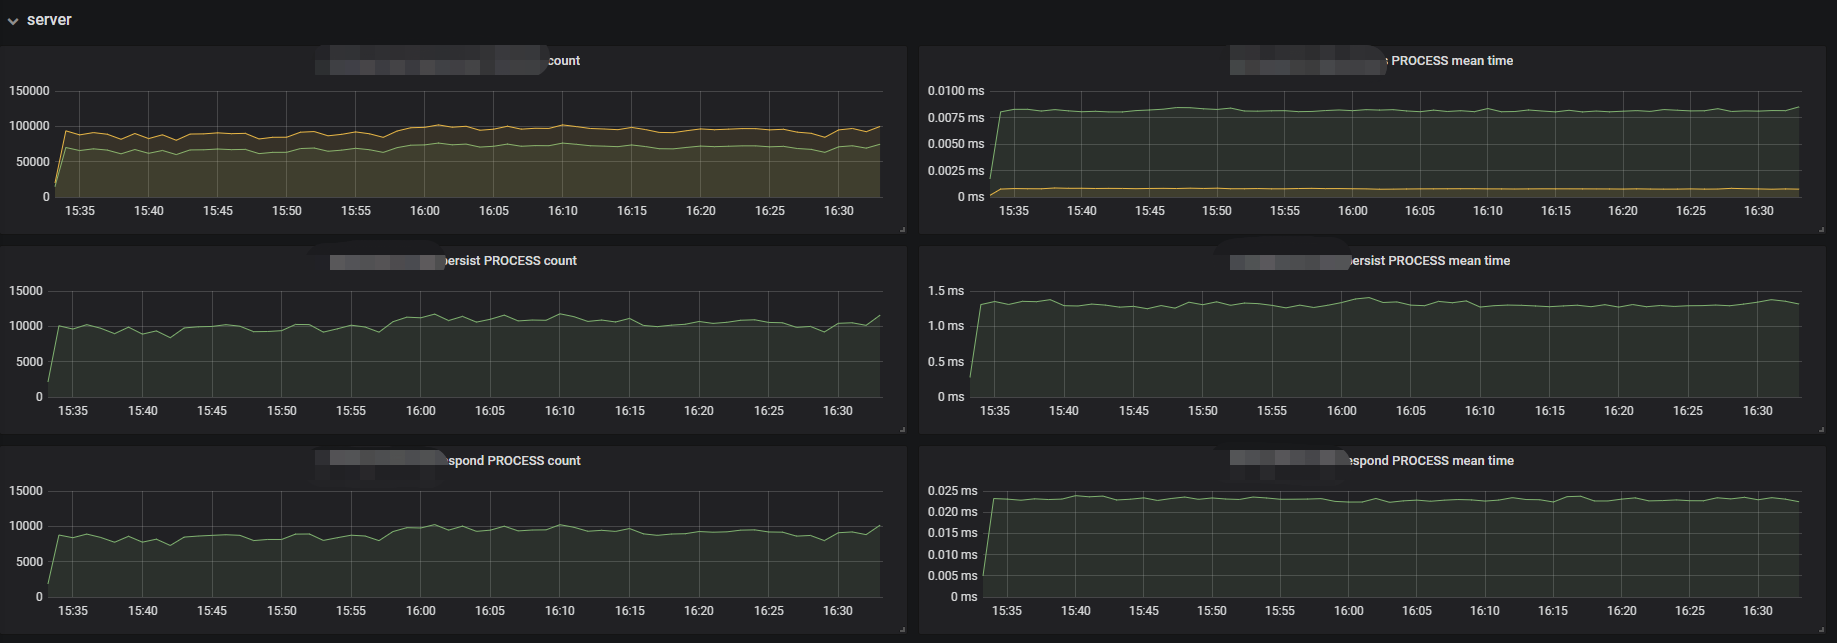 server
count
PROCESS mean time
150000
100000
50000
0
15:35 15:40 15:45 15:50 15:55 16:00 16:05 16:10 16:15 16:20 16:25 16:30
0.0100 ms
0.0075 ms
0.0050 ms
0.0025 ms
0 ms
15:35 15:40 15:45 15:50 15:55 16:00 16:05 16:10 16:15 16:20 16:25 16:30
ersist PROCESS count
ersist PROCESS mean time
15000
10000
5000
0
15:35 15:40 15:45 15:50 15:55 16:00 16:05 16:10 16:15 16:20 16:25 16:30
1.5 ms
1.0 ms
0.5 ms
0 ms
15:35 15:40 15:45 15:50 15:55 16:00 16:05 16:10 16:15 16:20 16:25 16:30
spond PROCESS count
spond PROCESS mean time
15000
10000
5000
0
15:35 15:40 15:45 15:50 15:55 16:00 16:05 16:10 16:15 16:20 16:25 16:30
0.025 ms
0.020 ms
0.015 ms
0.010 ms
0.005 ms
0 ms
15:35 15:40 15:45 15:50 15:55 16:00 16:05 16:10 16:15 16:20 16:25 16:30